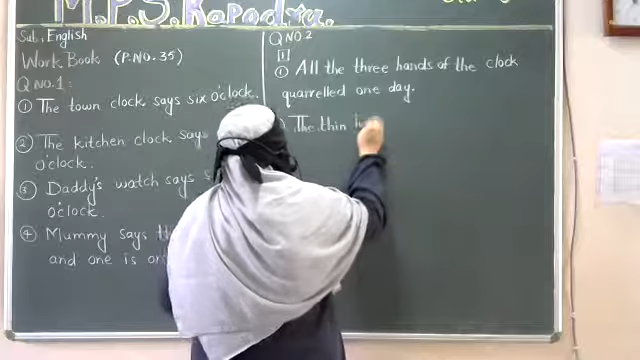 M.P.S. Kapadia.
Sub. English
Work Book (P.NO. 35)
Q NO.1:
① The town clock says six o'clock.
② The kitchen clock says
o'clock.
③ Daddy's watch says
o'clock.
④ Mummy says
and one is
Q NO 2
1
① All the three hands of the clock
quarrelled one day.
The thin